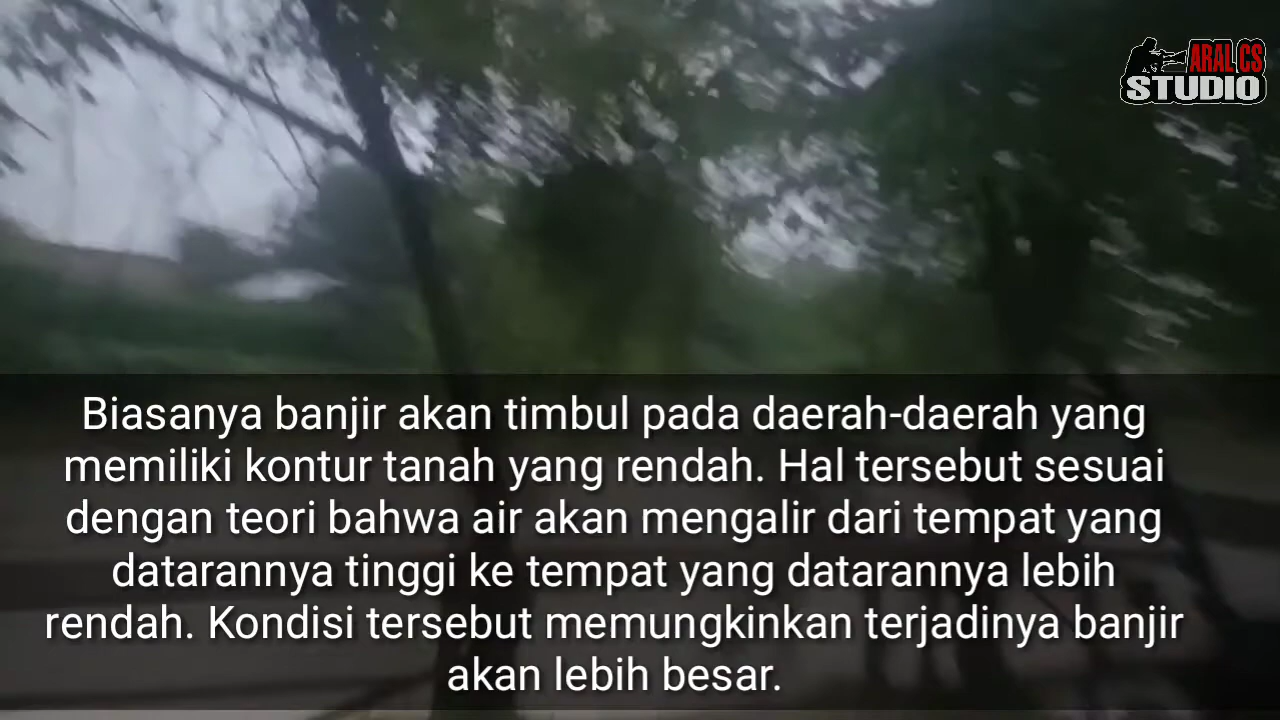 ARAL CS
STUDIO
Biasanya banjir akan timbul pada daerah-daerah yang
memiliki kontur tanah yang rendah. Hal tersebut sesuai
dengan teori bahwa air akan mengalir dari tempat yang
datarannya tinggi ke tempat yang datarannya lebih
rendah. Kondisi tersebut memungkinkan terjadinya banjir
akan lebih besar.